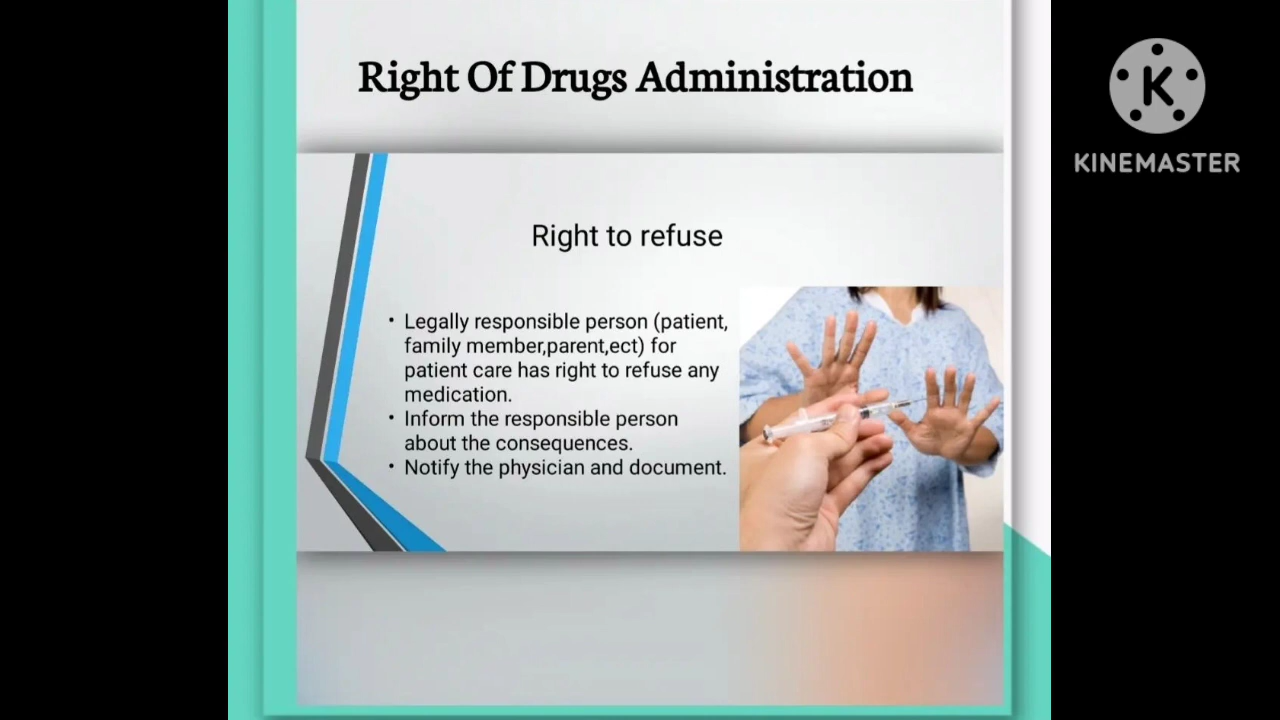 Right Of Drugs Administration
K
KINEMASTER
Right to refuse
• Legally responsible person (patient,
family member,parent,ect) for
patient care has right to refuse any
medication.
• Inform the responsible person
about the consequences.
• Notify the physician and document.